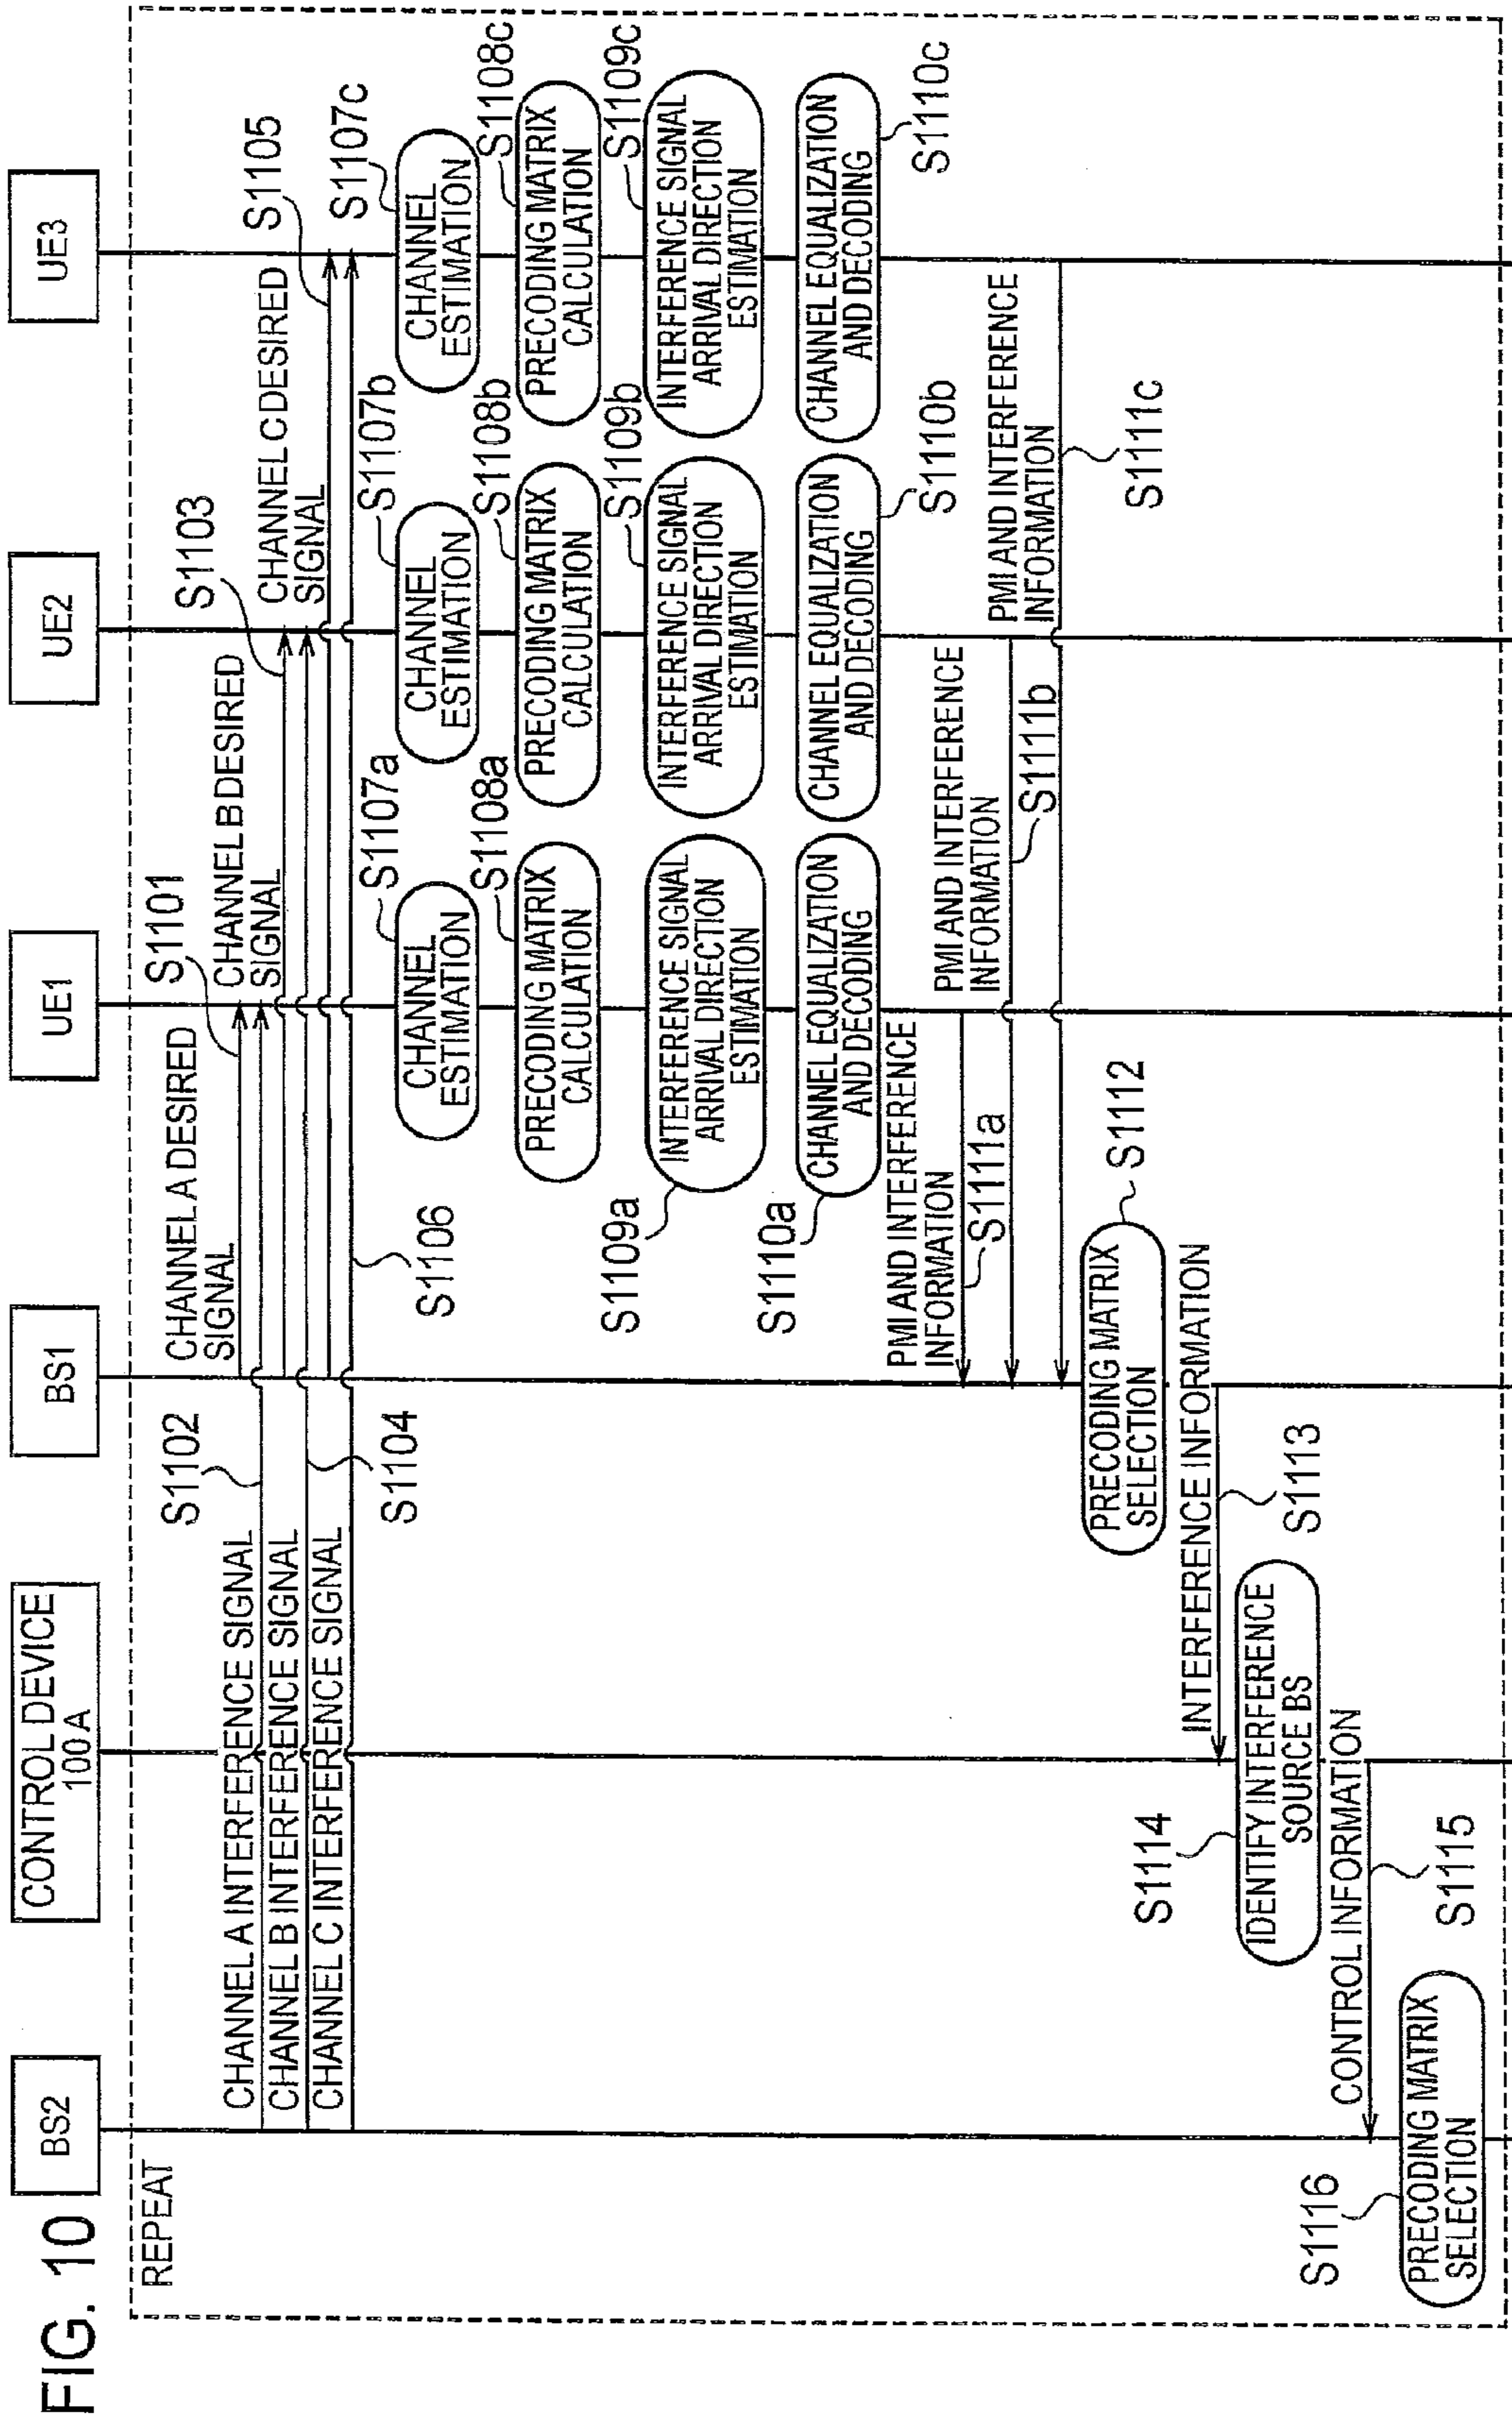 FIG. 10
BS2
CONTROL DEVICE
100A
BS1
UE1
UE2
UE3
REPEAT
CHANNEL A DESIRED
SIGNAL
S1101
CHANNEL A INTERFERENCE SIGNAL
S1102
CHANNEL B DESIRED
SIGNAL
S1103
CHANNEL B INTERFERENCE SIGNAL
S1104
CHANNEL C DESIRED
SIGNAL
S1105
CHANNEL C INTERFERENCE SIGNAL
S1106
CHANNEL
ESTIMATION
S1107a
CHANNEL
ESTIMATION
S1107b
CHANNEL
ESTIMATION
S1107c
PRECODING MATRIX
CALCULATION
S1108a
PRECODING MATRIX
CALCULATION
S1108b
PRECODING MATRIX
CALCULATION
S1108c
INTERFERENCE SIGNAL
ARRIVAL DIRECTION
ESTIMATION
S1109a
INTERFERENCE SIGNAL
ARRIVAL DIRECTION
ESTIMATION
S1109b
INTERFERENCE SIGNAL
ARRIVAL DIRECTION
ESTIMATION
S1109c
CHANNEL EQUALIZATION
AND DECODING
S1110a
CHANNEL EQUALIZATION
AND DECODING
S1110b
CHANNEL EQUALIZATION
AND DECODING
S1110c
PMI AND INTERFERENCE
INFORMATION
S1111a
PMI AND INTERFERENCE
INFORMATION
S1111b
PMI AND INTERFERENCE
INFORMATION
S1111c
PRECODING MATRIX
SELECTION
S1112
INTERFERENCE INFORMATION
S1113
IDENTIFY INTERFERENCE
SOURCE BS
S1114
CONTROL INFORMATION
S1115
PRECODING MATRIX
SELECTION
S1116